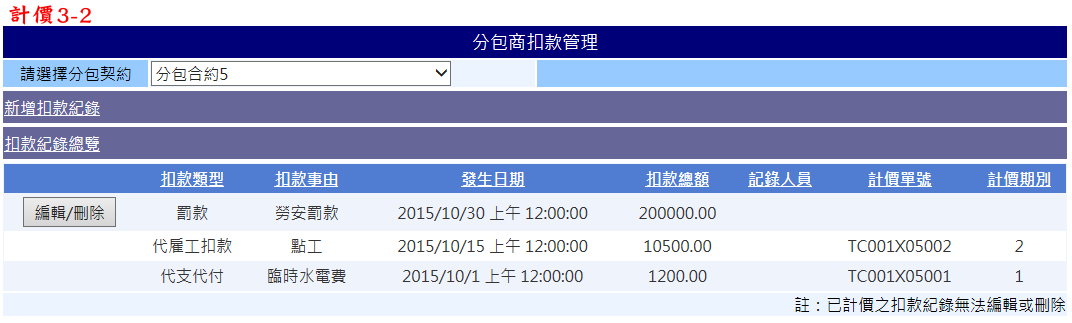 計價3-2
分包商扣款管理
請選擇分包契約 分包合約5
新增扣款紀錄
扣款紀錄總覽
扣款類型 扣款事由 發生日期 扣款總額 記錄人員 計價單號 計價期別
編輯/刪除 罰款 勞安罰款 2015/10/30 上午 12:00:00 200000.00
代雇工扣款 點工 2015/10/15 上午 12:00:00 10500.00 TC001X05002 2
代支代付 臨時水電費 2015/10/1 上午 12:00:00 1200.00 TC001X05001 1
註：已計價之扣款紀錄無法編輯或刪除